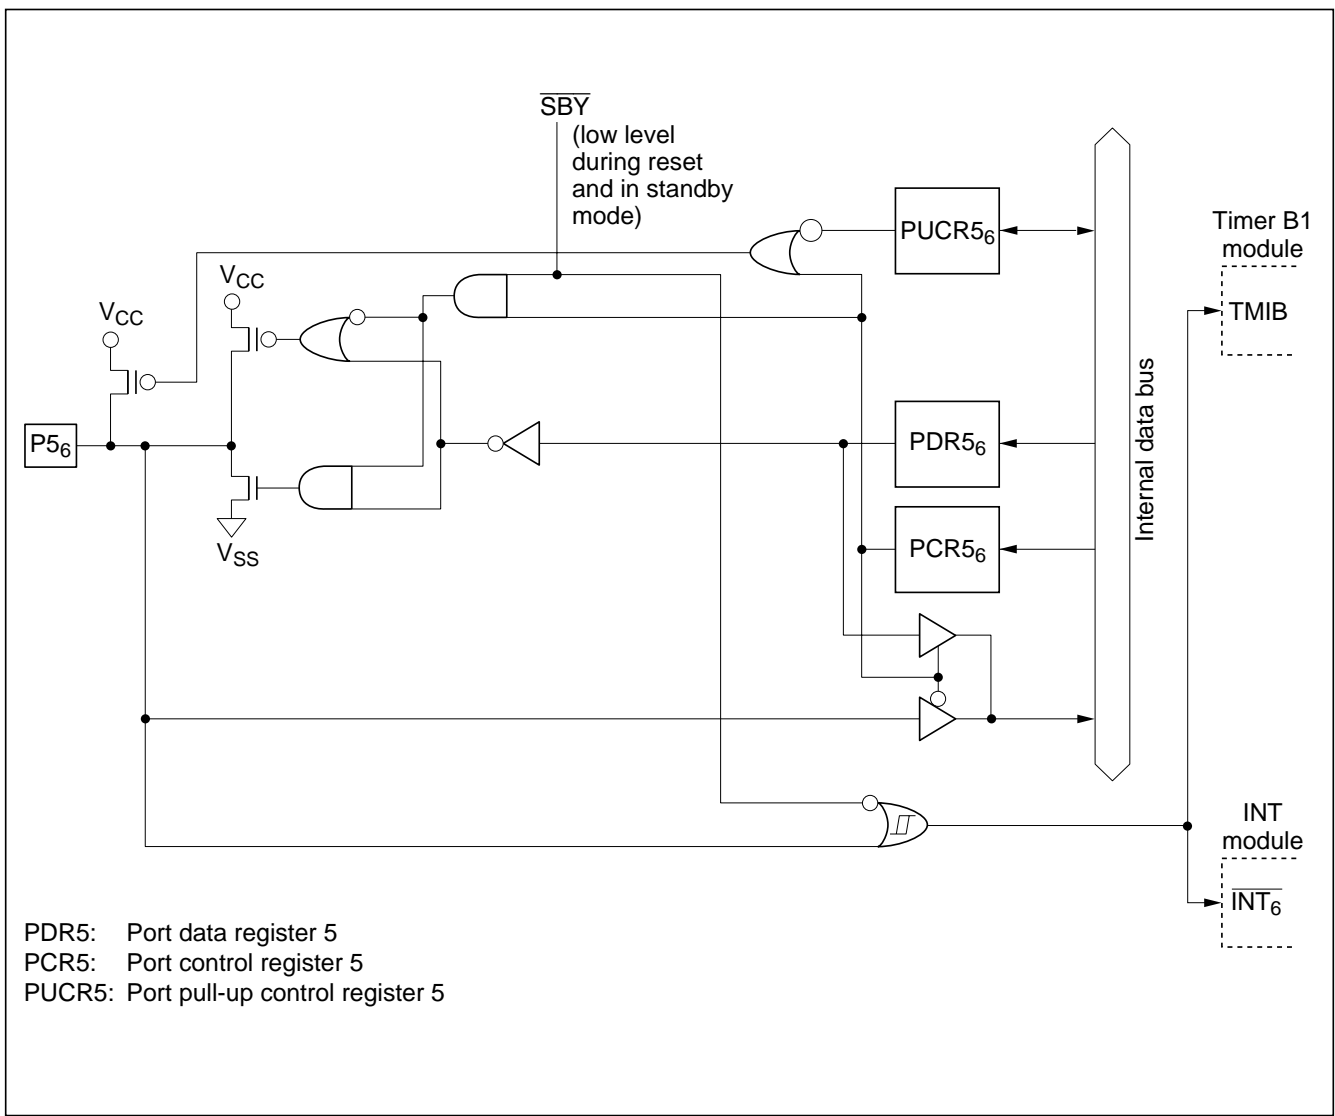 SBY
(low level
during reset
and in standby
mode)
PUCR56
Timer B1
module
TMIB
VCC
VCC
P56
PDR56
Internal data bus
PCR56
VSS
INT
module
INT6
PDR5: Port data register 5
PCR5: Port control register 5
PUCR5: Port pull-up control register 5